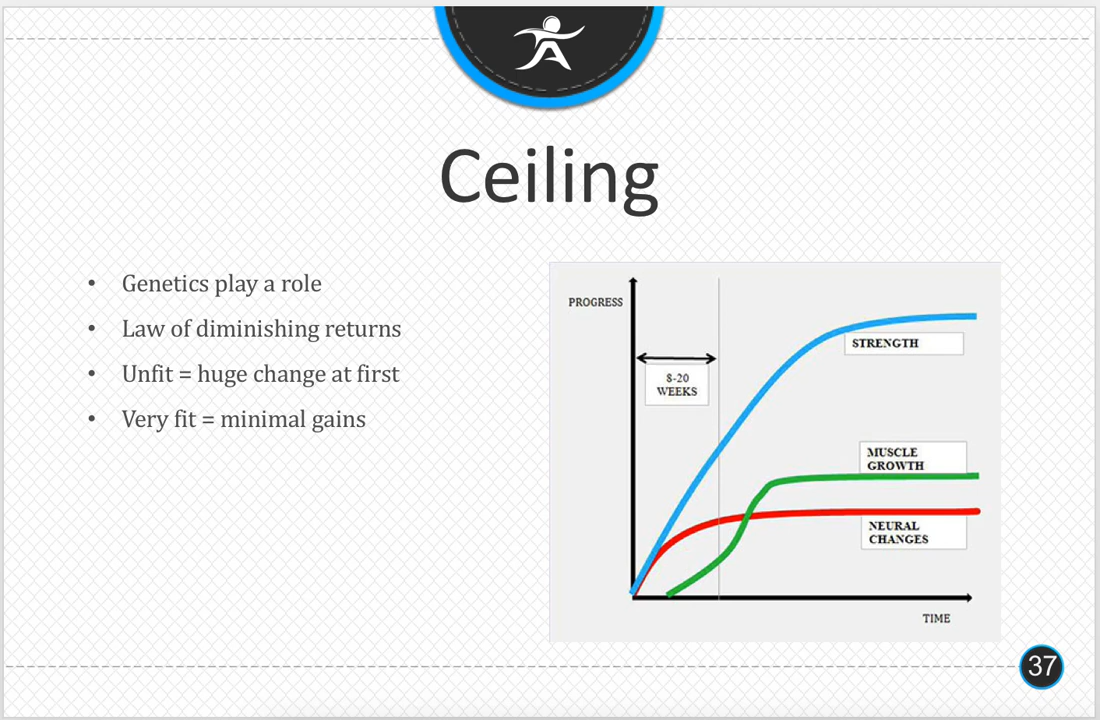 Ceiling
• Genetics play a role
• Law of diminishing returns
• Unfit = huge change at first
• Very fit = minimal gains
PROGRESS
STRENGTH
8-20
WEEKS
MUSCLE
GROWTH
NEURAL
CHANGES
TIME
37